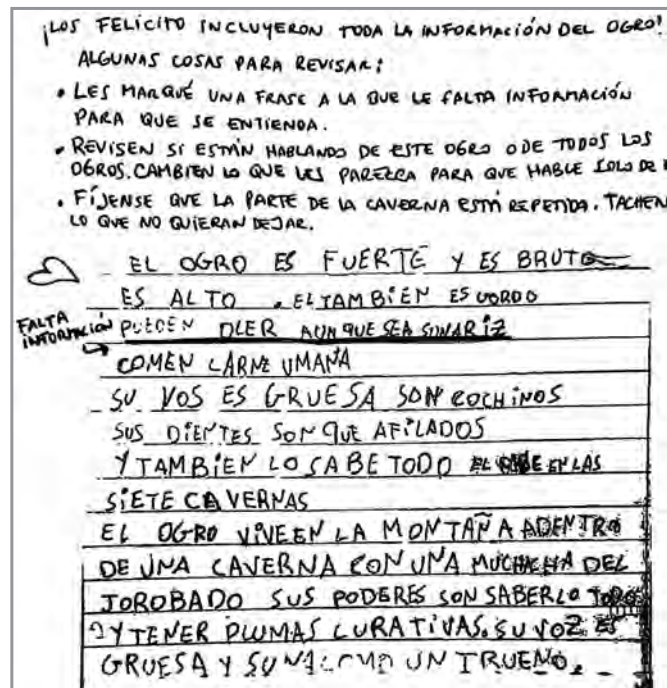 ¡LOS FELICITO INCLUYERON TODA LA INFORMACIÓN DEL OGRO!
ALGUNAS COSAS PARA REVISAR:
• LES MARQUÉ UNA FRASE A LA QUE LE FALTA INFORMACIÓN
PARA QUE SE ENTIENDA.
• REVISEN SI ESTÁN HABLANDO DE ESTE OGRO O DE TODOS LOS
OGROS. CAMBIEN LO QUE LES PAREZCA PARA QUE HABLE SOLO DE
• FÍJENSE QUE LA PARTE DE LA CAVERNA ESTÁ REPETIDA. TACHEN
LO QUE NO QUIERAN DEJAR.
EL OGRO ES FUERTE Y ES BRUTO
ES ALTO . EL TAMBIEN ES GORDO
FALTA
INFORMACIÓN
PUEDEN OLER AUNQUE SEA SU NARIZ
COMEN CARNE UMANA
SU VOS ES GRUESA SON COCHINOS
SUS DIENTES SON QUE AFILADOS
Y TAMBIEN LO SABE TODO EN LAS
SIETE CAVERNAS
EL OGRO VIVE EN LA MONTAÑA ADENTRO
DE UNA CAVERNA CON UNA MUCHACHA DEL
JOROBADO SUS PODERES SON SABERLO TODO
Y TENER PLUMAS CURATIVAS. SU VOZ ES
GRUESA Y UN TRUENO.